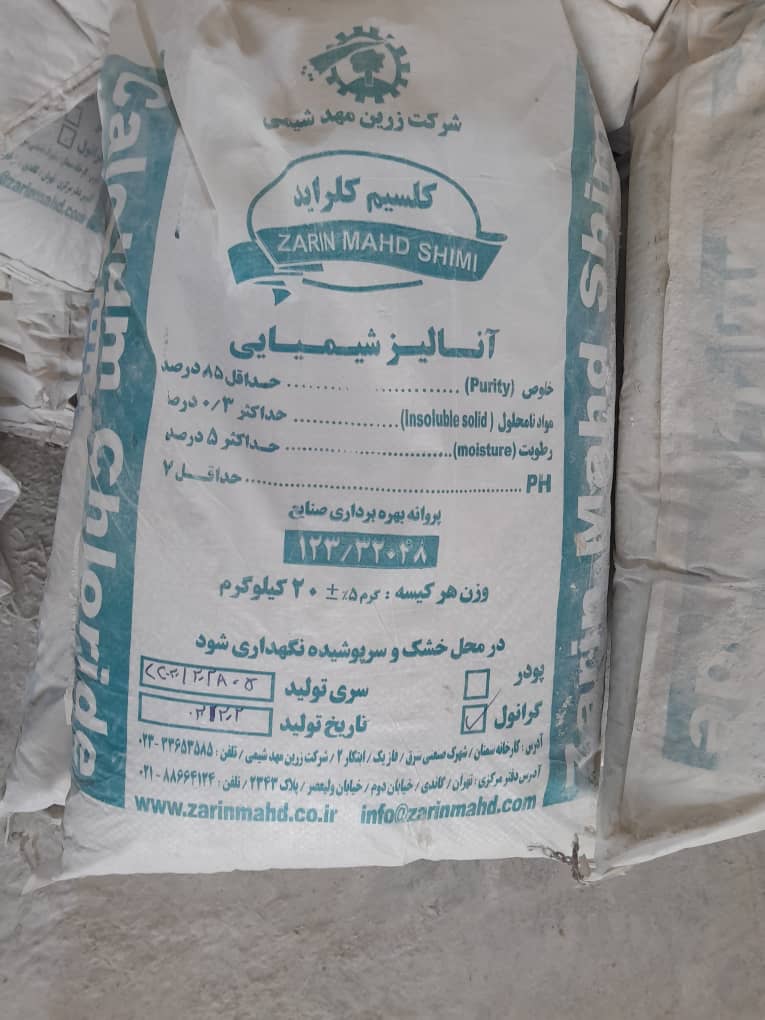 شرکت زرین مهد شیمی
کلسیم کلراید
ZARIN MAHD SHIMI
آنالیز شیمیایی
خلوص (Purity) ........................ حداقل ۸۵ درصد
مواد نامحلول (Insoluble solid) ................ حداکثر ۰/۳ درصد
رطوبت (moisture) ........................ حداکثر ۵ درصد
PH ................................................ حداقل ۷
پروانه بهره برداری صنایع
۱۲۳/۳۲۰۴۸
وزن هر کیسه : گرم ۵٪ ± ۲۰ کیلوگرم
در محل خشک و سرپوشیده نگهداری شود
پودر
سری تولید
گرانول
تاریخ تولید
آدرس : کارخانه سمنان / شهرک صنعتی شرق / فاز یک / ابتکار ۲ / شرکت زرین مهد شیمی / تلفن : ۳۳۶۵۳۵۸۵-۰۲۳
آدرس دفتر مرکزی : تهران / گاندی / خیابان دوم / خیابان ولیعصر / پلاک ۲۳۴۳ / تلفن : ۸۸۶۶۴۱۲۴-۰۲۱
www.zarinmahd.co.ir info@zarinmahd.com
Calcium Chloride
Zarin Mahd Shimi
گرانول
@zarinmahd.com